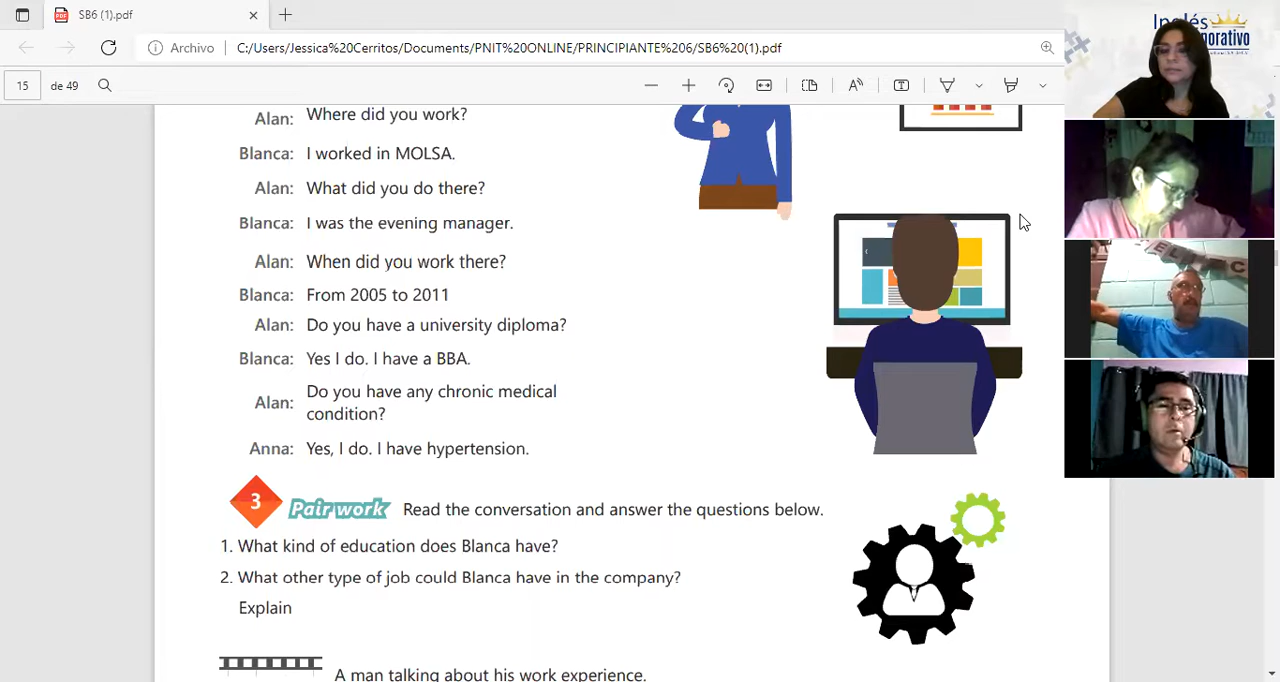 SB6 (1).pdf
Archivo
C:/Users/Jessica%20Cerritos/Documents/PNIT%20ONLINE/PRINCIPIANTE%206/SB6%20(1).pdf
15
de 49
Inglés
Alan: Where did you work?
Blanca: I worked in MOLSA.
Alan: What did you do there?
Blanca: I was the evening manager.
Alan: When did you work there?
Blanca: From 2005 to 2011
Alan: Do you have a university diploma?
Blanca: Yes I do. I have a BBA.
Alan: Do you have any chronic medical
condition?
Anna: Yes, I do. I have hypertension.
3 Pair work Read the conversation and answer the questions below.
1. What kind of education does Blanca have?
2. What other type of job could Blanca have in the company?
Explain
A man talking about his work experience.